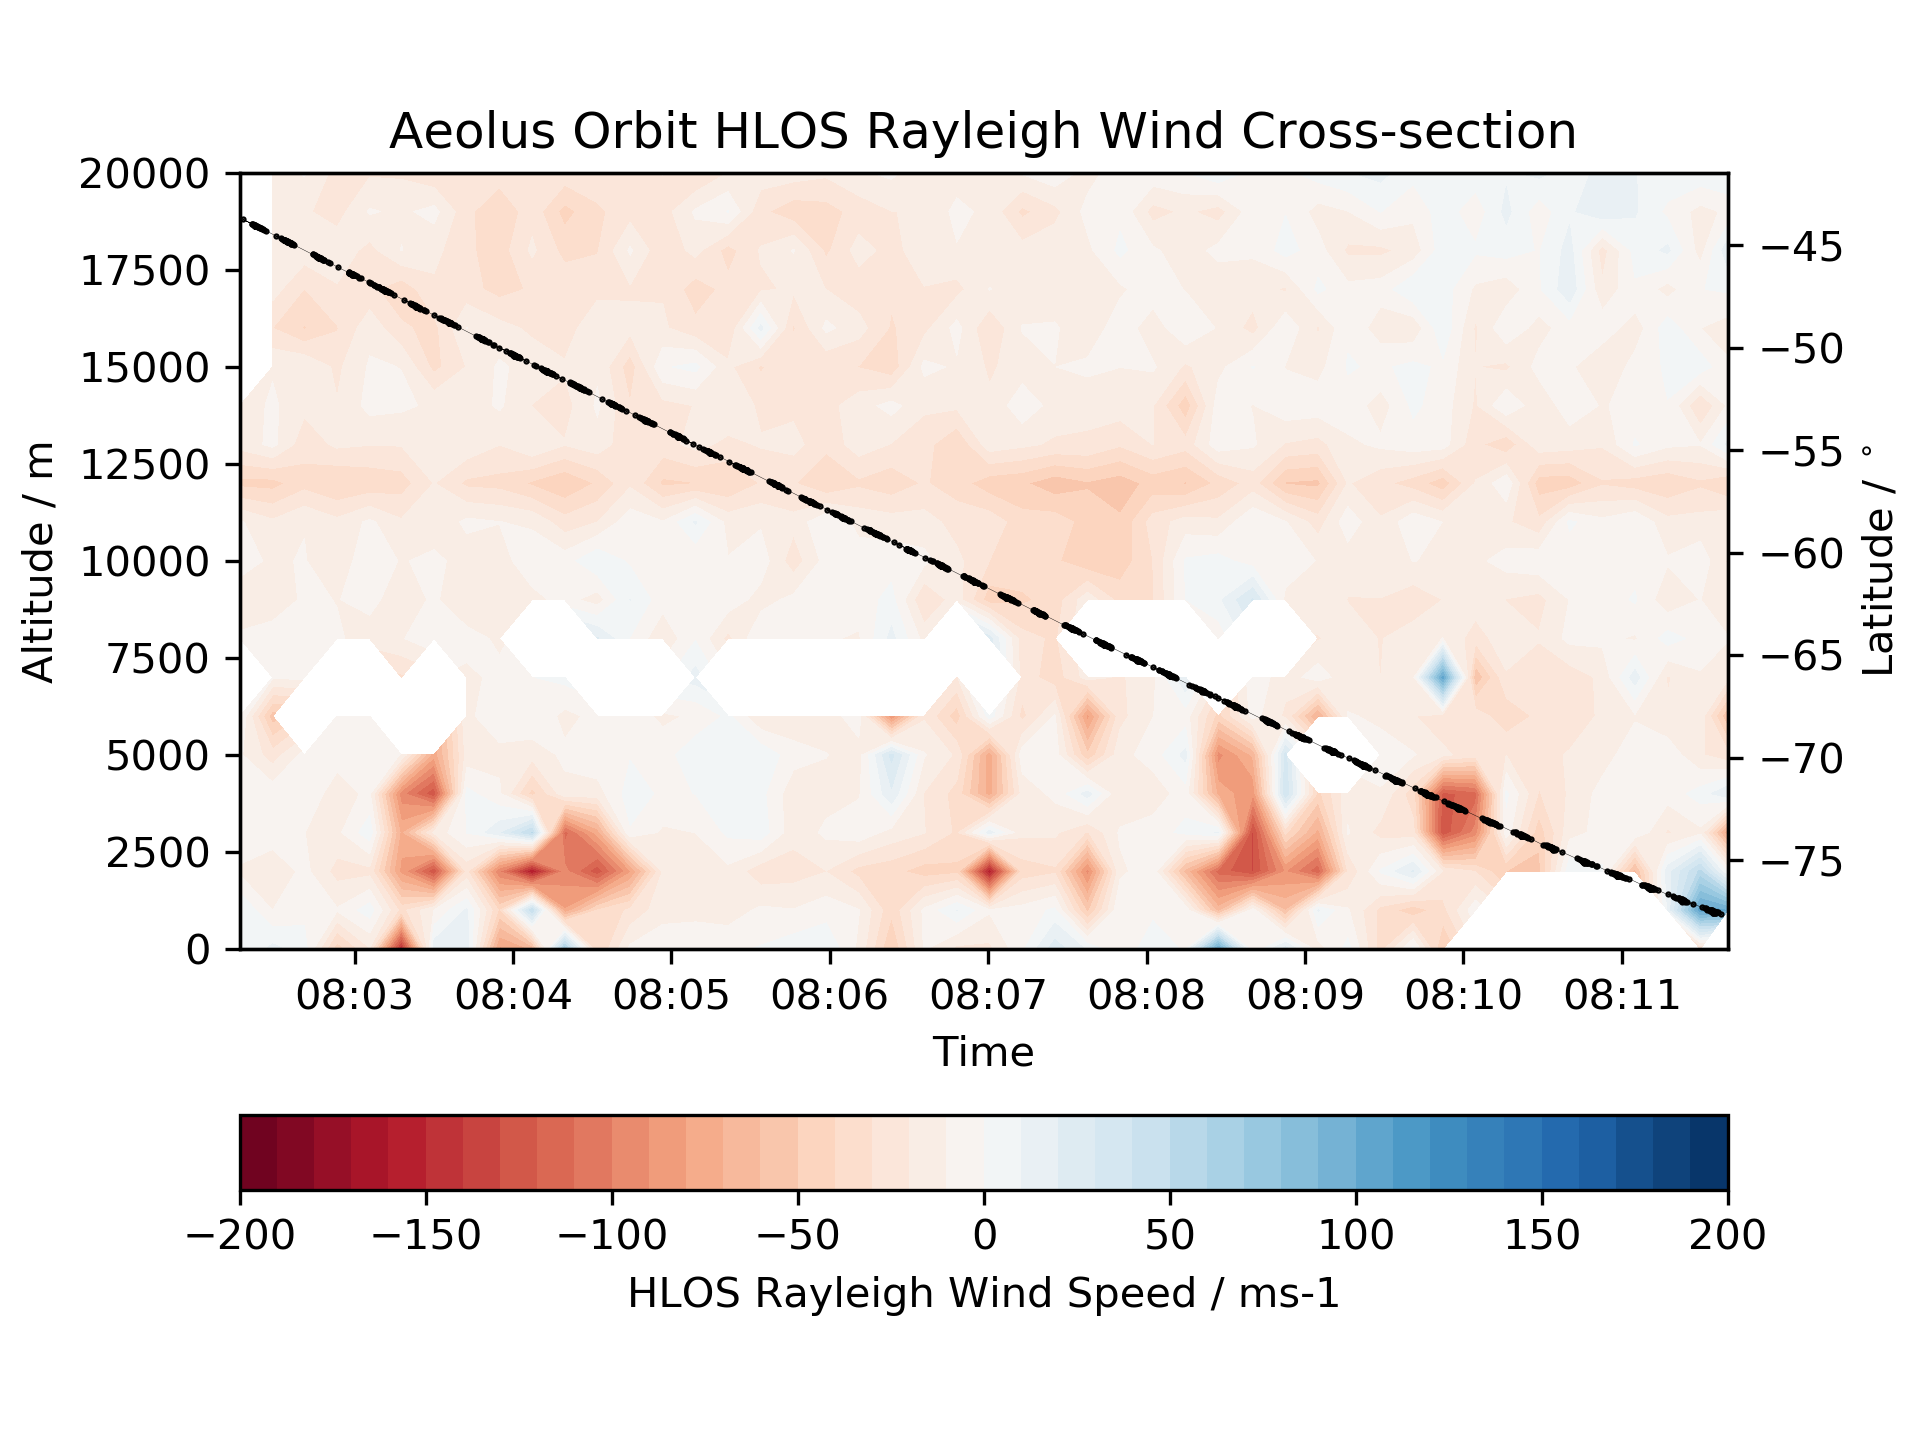 Aeolus Orbit HLOS Rayleigh Wind Cross-section
20000
17500
15000
12500
10000
7500
5000
2500
0
Altitude / m
−45
−50
−55
−60
−65
−70
−75
Latitude / °
08:03 08:04 08:05 08:06 08:07 08:08 08:09 08:10 08:11
Time
−200 −150 −100 −50 0 50 100 150 200
HLOS Rayleigh Wind Speed / ms-1